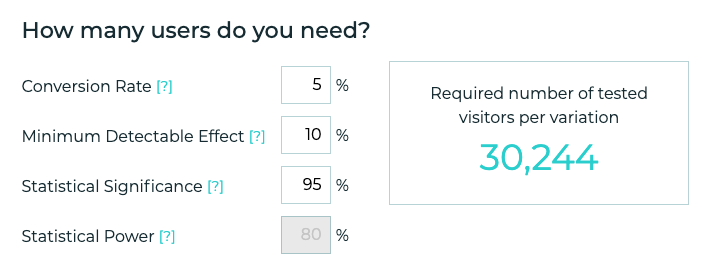 How many users do you need?
Conversion Rate [?] 5 %
Minimum Detectable Effect [?] 10 %
Statistical Significance [?] 95 %
Statistical Power [?] 80 %
Required number of tested
visitors per variation
30,244